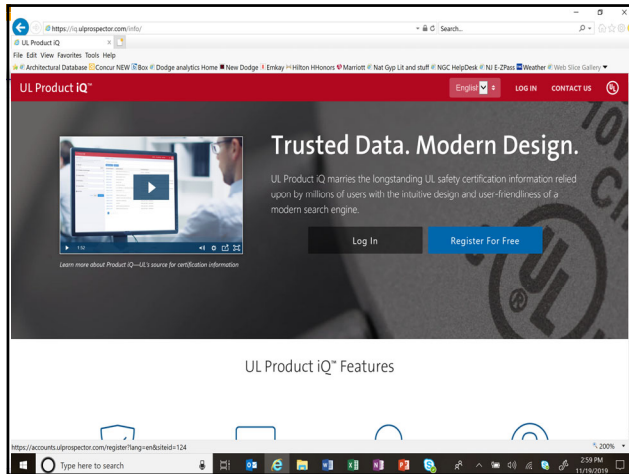 https://iq.ulprospector.com/info/
Search...
UL Product iQ
File Edit View Favorites Tools Help
Architectural Database Concur NEW Box Dodge analytics Home New Dodge Emkay Hilton HHonors Marriott Nat Gyp Lit and stuff NGC HelpDesk NJ E-ZPass Weather Web Slice Gallery
UL Product iQ™
English
LOG IN
CONTACT US
UL
Trusted Data. Modern Design.
UL Product iQ marries the longstanding UL safety certification information relied
upon by millions of users with the intuitive design and user-friendliness of a
modern search engine.
Log In
Register For Free
1:52
Learn more about Product iQ—UL's source for certification information
UL
®
UL Product iQ™ Features
https://accounts.ulprospector.com/register?lang=en&siteid=124
200%
Type here to search
2:59 PM
11/19/2019